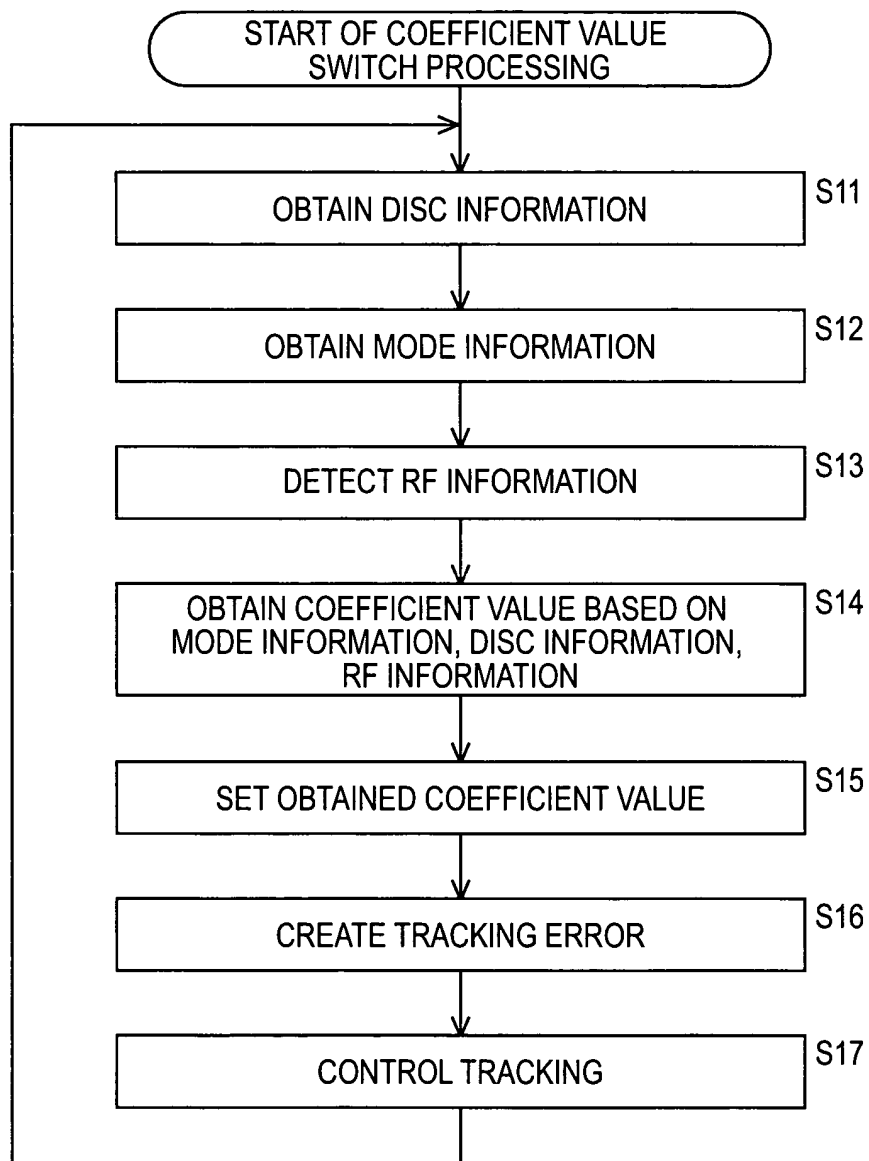 START OF COEFFICIENT VALUE
SWITCH PROCESSING
S11
OBTAIN DISC INFORMATION
S12
OBTAIN MODE INFORMATION
S13
DETECT RF INFORMATION
S14
OBTAIN COEFFICIENT VALUE BASED ON
MODE INFORMATION, DISC INFORMATION,
RF INFORMATION
S15
SET OBTAINED COEFFICIENT VALUE
S16
CREATE TRACKING ERROR
S17
CONTROL TRACKING